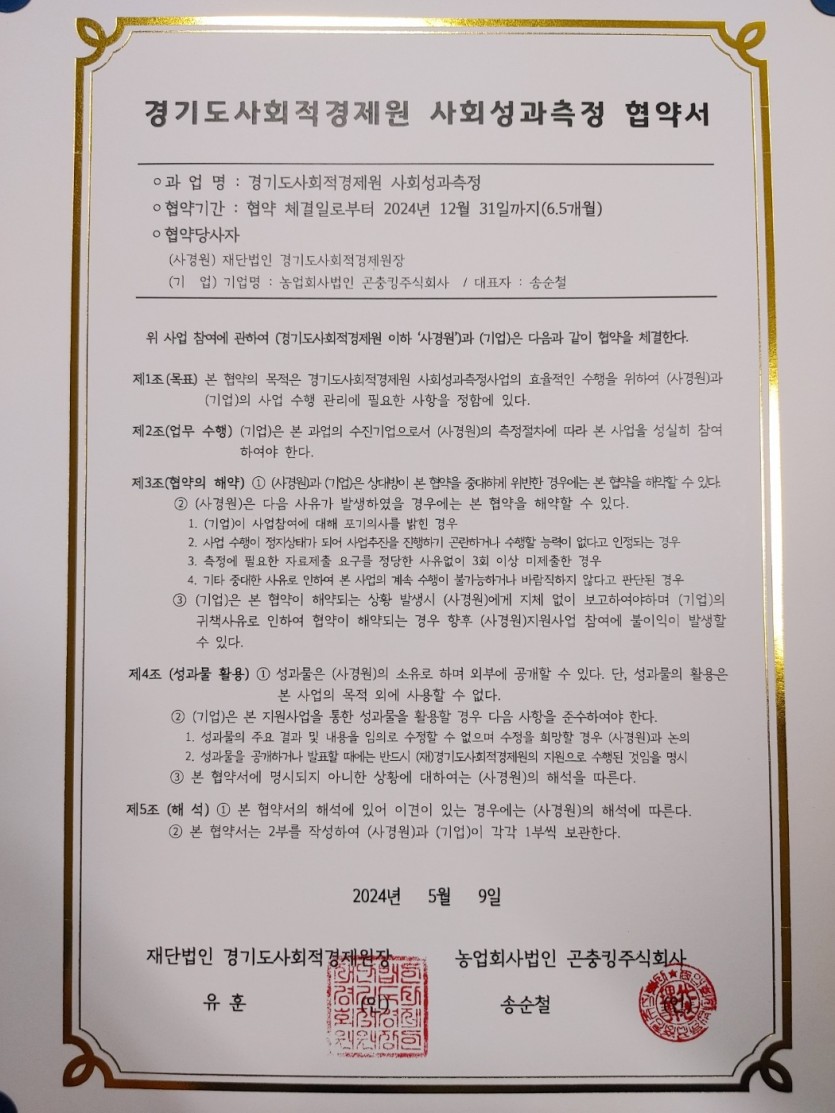 경기도사회적경제원 사회성과측정 협약서
○ 과 업 명 : 경기도사회적경제원 사회성과측정
○ 협약기간 : 협약 체결일로부터 2024년 12월 31일까지(6.5개월)
○ 협약당사자
(사경원) 재단법인 경기도사회적경제원장
(기 업) 기업명 : 농업회사법인 곤충킹주식회사 / 대표자 : 송순철
위 사업 참여에 관하여 (경기도사회적경제원 이하 '사경원')과 (기업)은 다음과 같이 협약을 체결한다.
제1조(목표) 본 협약의 목적은 경기도사회적경제원 사회성과측정사업의 효율적인 수행을 위하여 (사경원)과
(기업)의 사업 수행 관리에 필요한 사항을 정함에 있다.
제2조(업무 수행) (기업)은 본 과업의 수진기업으로서 (사경원)의 측정절차에 따라 본 사업을 성실히 참여
하여야 한다.
제3조(협약의 해약) ① (사경원)과 (기업)은 상대방이 본 협약을 중대하게 위반한 경우에는 본 협약을 해약할 수 있다.
② (사경원)은 다음 사유가 발생하였을 경우에는 본 협약을 해약할 수 있다.
1. (기업)이 사업참여에 대해 포기의사를 밝힌 경우
2. 사업 수행이 정지상태가 되어 사업추진을 진행하기 곤란하거나 수행할 능력이 없다고 인정되는 경우
3. 측정에 필요한 자료제출 요구를 정당한 사유없이 3회 이상 미제출한 경우
4. 기타 중대한 사유로 인하여 본 사업의 계속 수행이 불가능하거나 바람직하지 않다고 판단된 경우
③ (기업)은 본 협약이 해약되는 상황 발생시 (사경원)에게 지체 없이 보고하여야하며 (기업)의
귀책사유로 인하여 협약이 해약되는 경우 향후 (사경원)지원사업 참여에 불이익이 발생할
수 있다.
제4조 (성과물 활용) ① 성과물은 (사경원)의 소유로 하며 외부에 공개할 수 있다. 단, 성과물의 활용은
본 사업의 목적 외에 사용할 수 없다.
② (기업)은 본 지원사업을 통한 성과물을 활용할 경우 다음 사항을 준수하여야 한다.
1. 성과물의 주요 결과 및 내용을 임의로 수정할 수 없으며 수정을 희망할 경우 (사경원)과 논의
2. 성과물을 공개하거나 발표할 때에는 반드시 (재)경기도사회적경제원의 지원으로 수행된 것임을 명시
③ 본 협약서에 명시되지 아니한 상황에 대하여는 (사경원)의 해석을 따른다.
제5조 (해 석) ① 본 협약서의 해석에 있어 이견이 있는 경우에는 (사경원)의 해석에 따른다.
② 본 협약서는 2부를 작성하여 (사경원)과 (기업)이 각각 1부씩 보관한다.
2024년 5월 9일
재단법인 경기도사회적경제원장 농업회사법인 곤충킹주식회사
유 훈 (인) 송순철